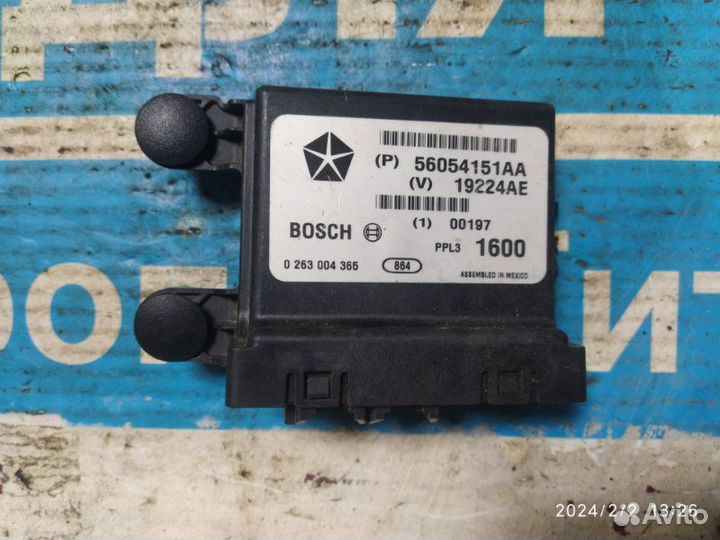 (P) 56054151AA
(V) 19224AE
(1) 00197
BOSCH
PPL3 1600
0 263 004 365 864
ASSEMBLED IN MEXICO
2024/2/2 13:26
Avito